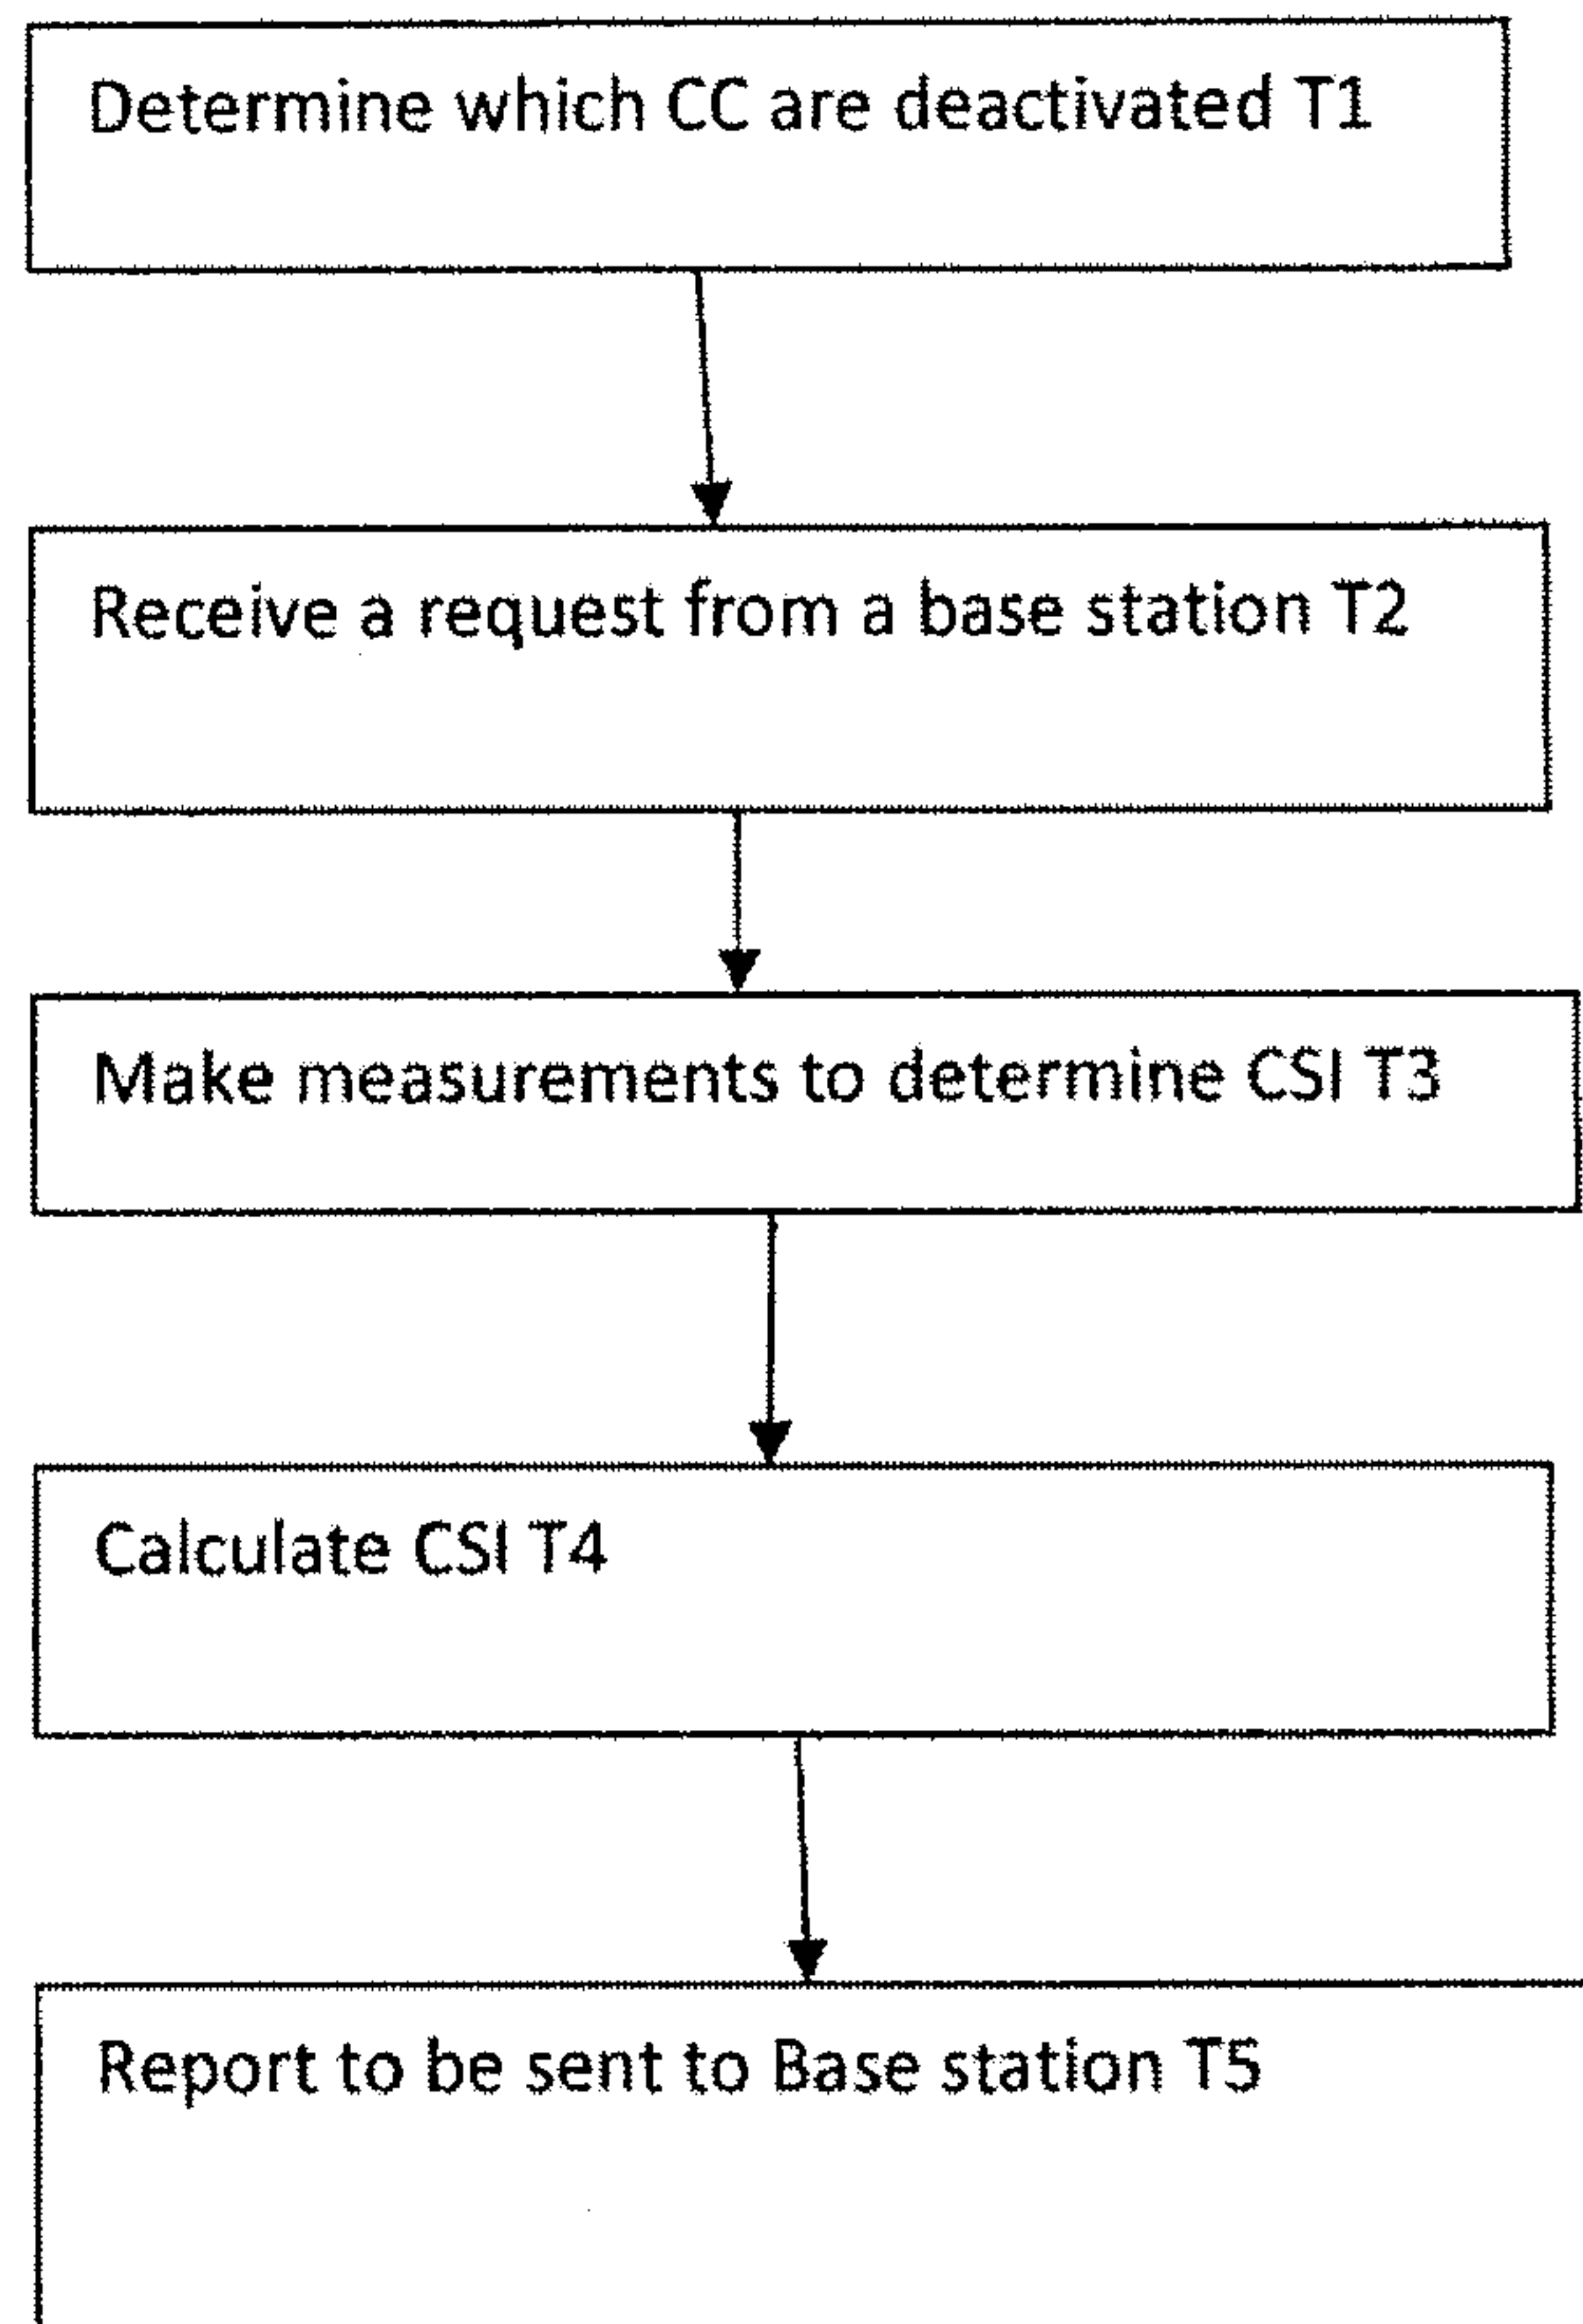 Determine which CC are deactivated T1
Receive a request from a base station T2
Make measurements to determine CSI T3
Calculate CSI T4
Report to be sent to Base station T5